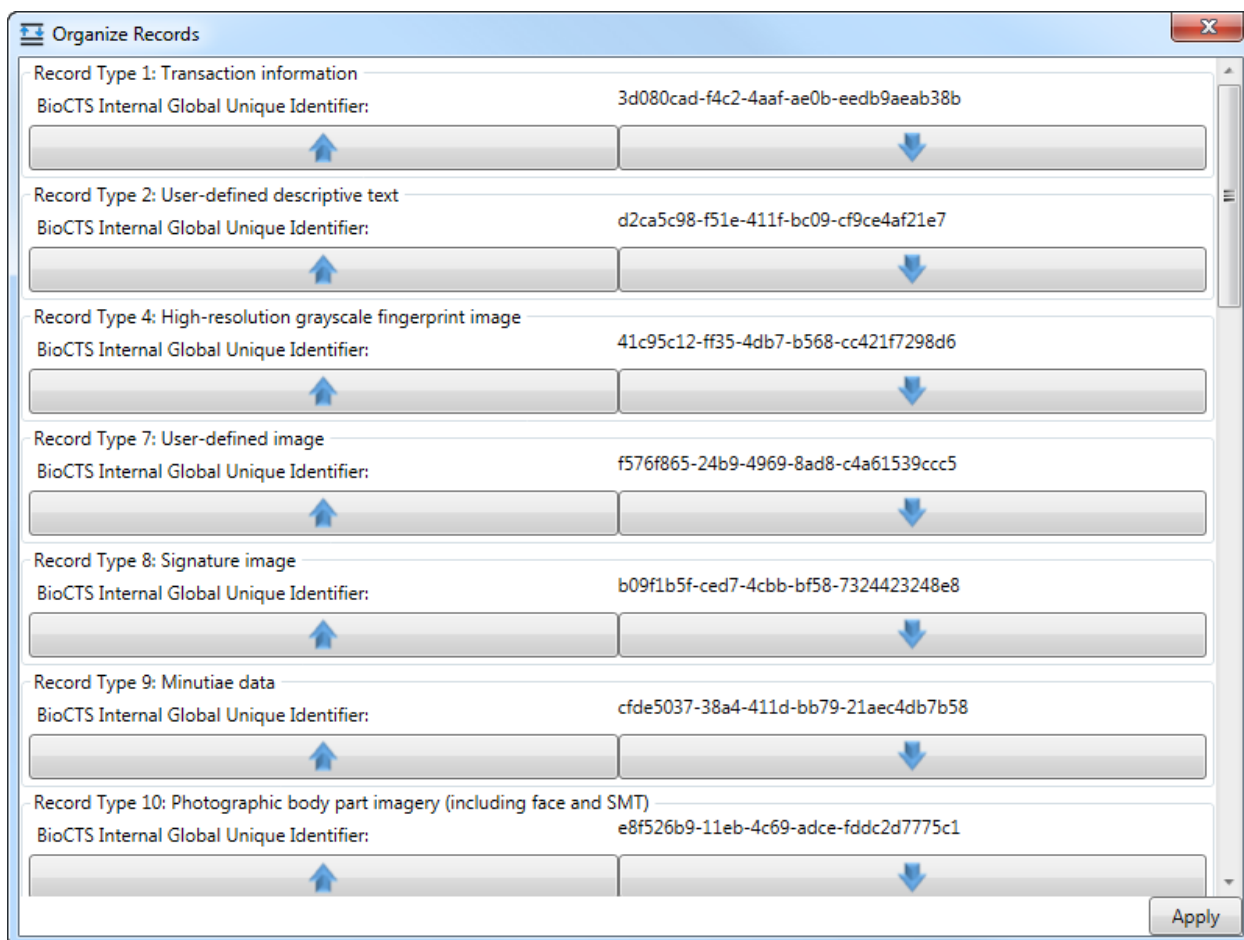 Organize Records
Record Type 1: Transaction information
BioCTS Internal Global Unique Identifier: 3d080cad-f4c2-4aaf-ae0b-eedb9aeab38b
Record Type 2: User-defined descriptive text
BioCTS Internal Global Unique Identifier: d2ca5c98-f51e-411f-bc09-cf9ce4af21e7
Record Type 4: High-resolution grayscale fingerprint image
BioCTS Internal Global Unique Identifier: 41c95c12-ff35-4db7-b568-cc421f7298d6
Record Type 7: User-defined image
BioCTS Internal Global Unique Identifier: f576f865-24b9-4969-8ad8-c4a61539ccc5
Record Type 8: Signature image
BioCTS Internal Global Unique Identifier: b09f1b5f-ced7-4cbb-bf58-7324423248e8
Record Type 9: Minutiae data
BioCTS Internal Global Unique Identifier: cfde5037-38a4-411d-bb79-21aec4db7b58
Record Type 10: Photographic body part imagery (including face and SMT)
BioCTS Internal Global Unique Identifier: e8f526b9-11eb-4c69-adce-fddc2d7775c1
Apply